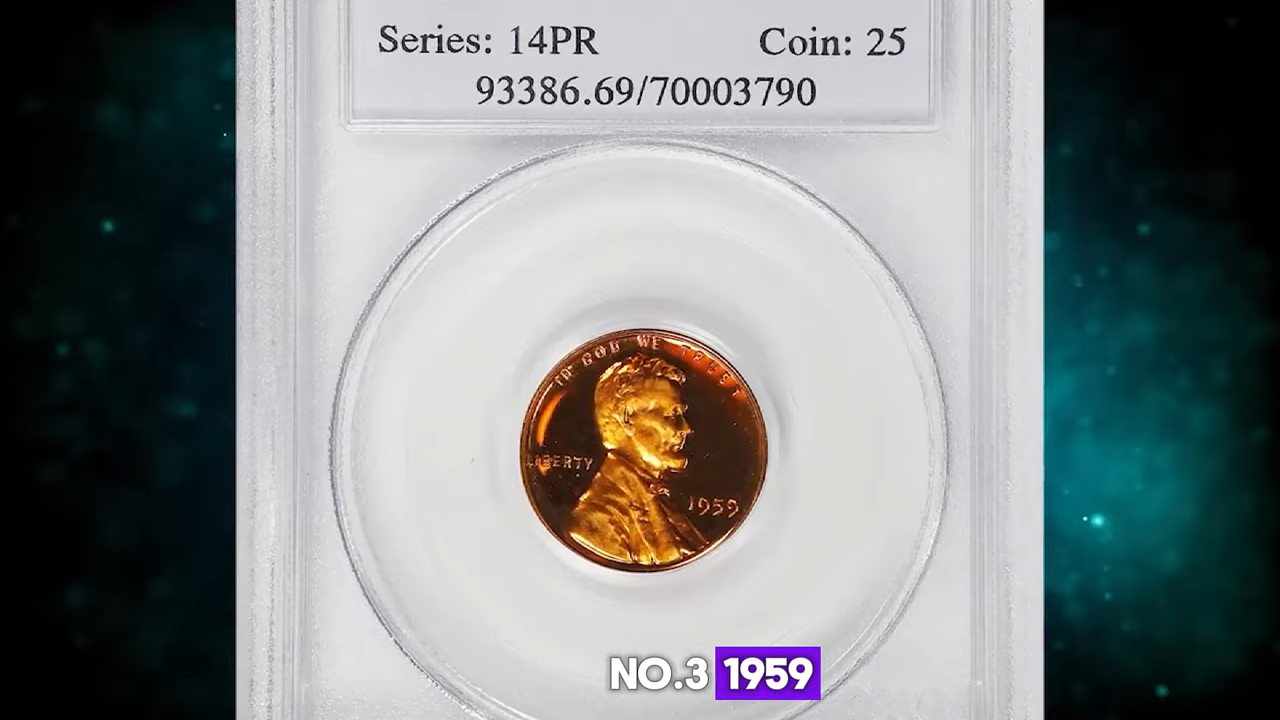 Series: 14PR Coin: 25
93386.69/70003790
IN GOD WE TRUST
LIBERTY
1959
NO.3 1959